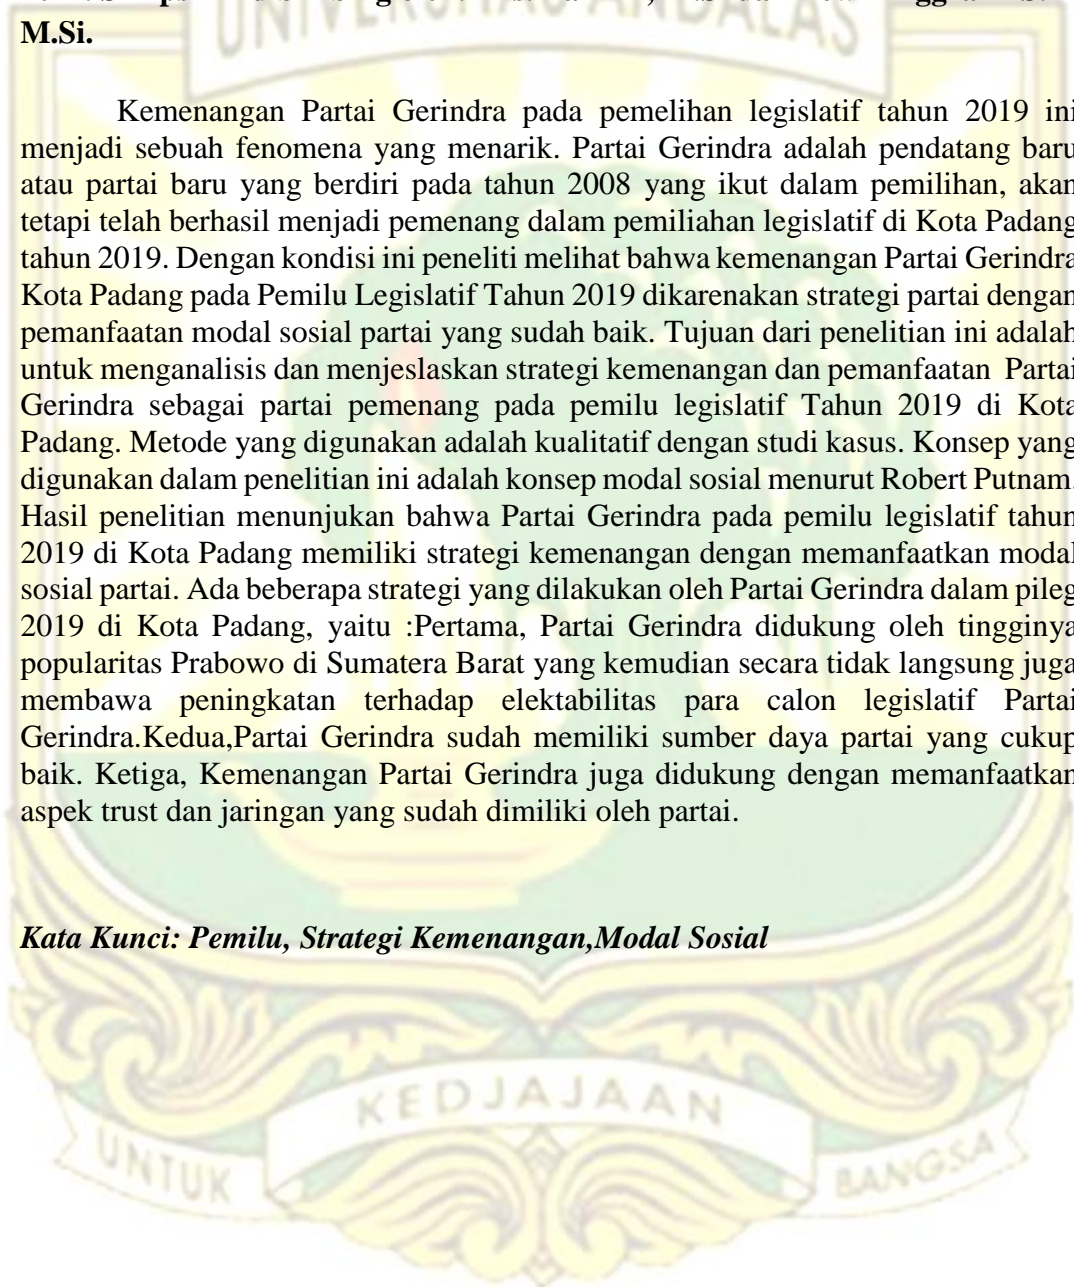 M.Si.
UNIVERSITAS ANDALAS
Kemenangan Partai Gerindra pada pemelihan legislatif tahun 2019 ini
menjadi sebuah fenomena yang menarik. Partai Gerindra adalah pendatang baru
atau partai baru yang berdiri pada tahun 2008 yang ikut dalam pemilihan, akan
tetapi telah berhasil menjadi pemenang dalam pemiliahan legislatif di Kota Padang
tahun 2019. Dengan kondisi ini peneliti melihat bahwa kemenangan Partai Gerindra
Kota Padang pada Pemilu Legislatif Tahun 2019 dikarenakan strategi partai dengan
pemanfaatan modal sosial partai yang sudah baik. Tujuan dari penelitian ini adalah
untuk menganalisis dan menjeslaskan strategi kemenangan dan pemanfaatan Partai
Gerindra sebagai partai pemenang pada pemilu legislatif Tahun 2019 di Kota
Padang. Metode yang digunakan adalah kualitatif dengan studi kasus. Konsep yang
digunakan dalam penelitian ini adalah konsep modal sosial menurut Robert Putnam.
Hasil penelitian menunjukan bahwa Partai Gerindra pada pemilu legislatif tahun
2019 di Kota Padang memiliki strategi kemenangan dengan memanfaatkan modal
sosial partai. Ada beberapa strategi yang dilakukan oleh Partai Gerindra dalam pileg
2019 di Kota Padang, yaitu :Pertama, Partai Gerindra didukung oleh tingginya
popularitas Prabowo di Sumatera Barat yang kemudian secara tidak langsung juga
membawa peningkatan terhadap elektabilitas para calon legislatif Partai
Gerindra.Kedua,Partai Gerindra sudah memiliki sumber daya partai yang cukup
baik. Ketiga, Kemenangan Partai Gerindra juga didukung dengan memanfaatkan
aspek trust dan jaringan yang sudah dimiliki oleh partai.
Kata Kunci: Pemilu, Strategi Kemenangan,Modal Sosial
KEDJAJAAN
UNTUK
BANGSA